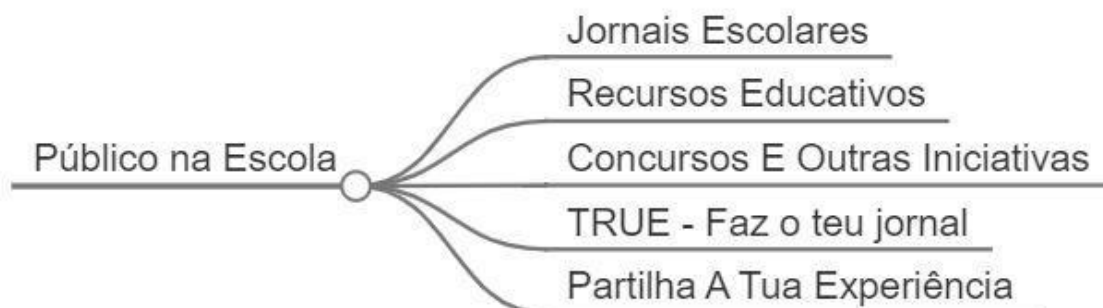 Público na Escola
Jornais Escolares
Recursos Educativos
Concursos E Outras Iniciativas
TRUE - Faz o teu jornal
Partilha A Tua Experiência